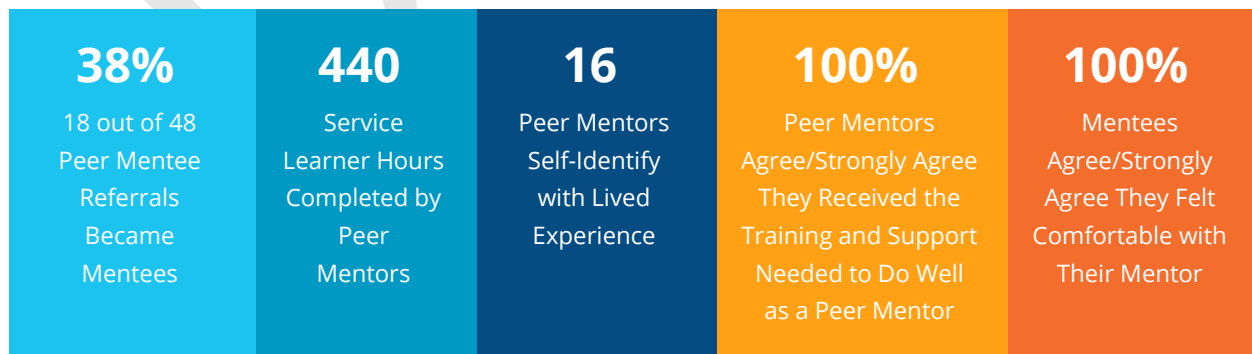 38%
18 out of 48
Peer Mentee
Referrals
Became
Mentees
440
Service
Learner Hours
Completed by
Peer
Mentors
16
Peer Mentors
Self-Identify
with Lived
Experience
100%
Peer Mentors
Agree/Strongly Agree
They Received the
Training and Support
Needed to Do Well
as a Peer Mentor
100%
Mentees
Agree/Strongly
Agree They Felt
Comfortable with
Their Mentor